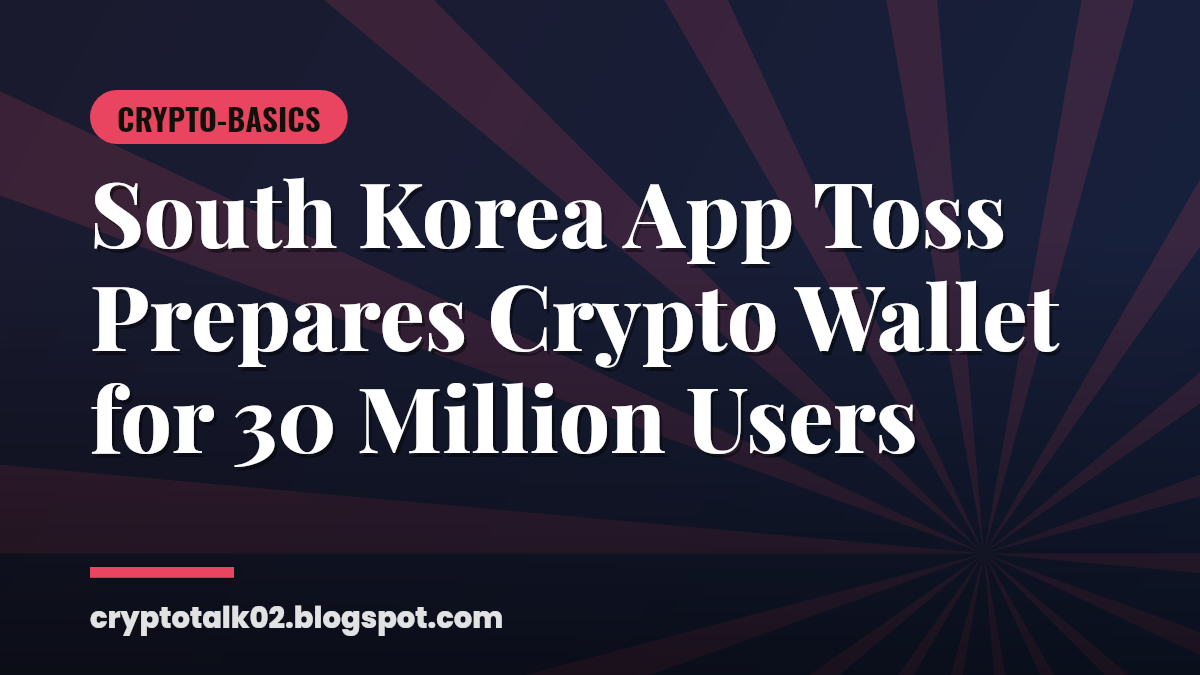 CRYPTO-BASICS
South Korea App Toss
Prepares Crypto Wallet
for 30 Million Users
cryptotalk02.blogspot.com